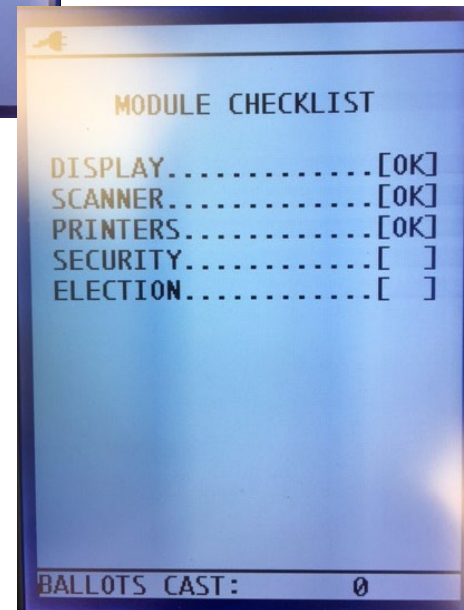 MODULE CHECKLIST
DISPLAY.............[OK]
SCANNER.............[OK]
PRINTERS............[OK]
SECURITY............[  ]
ELECTION............[  ]
BALLOTS CAST: 0